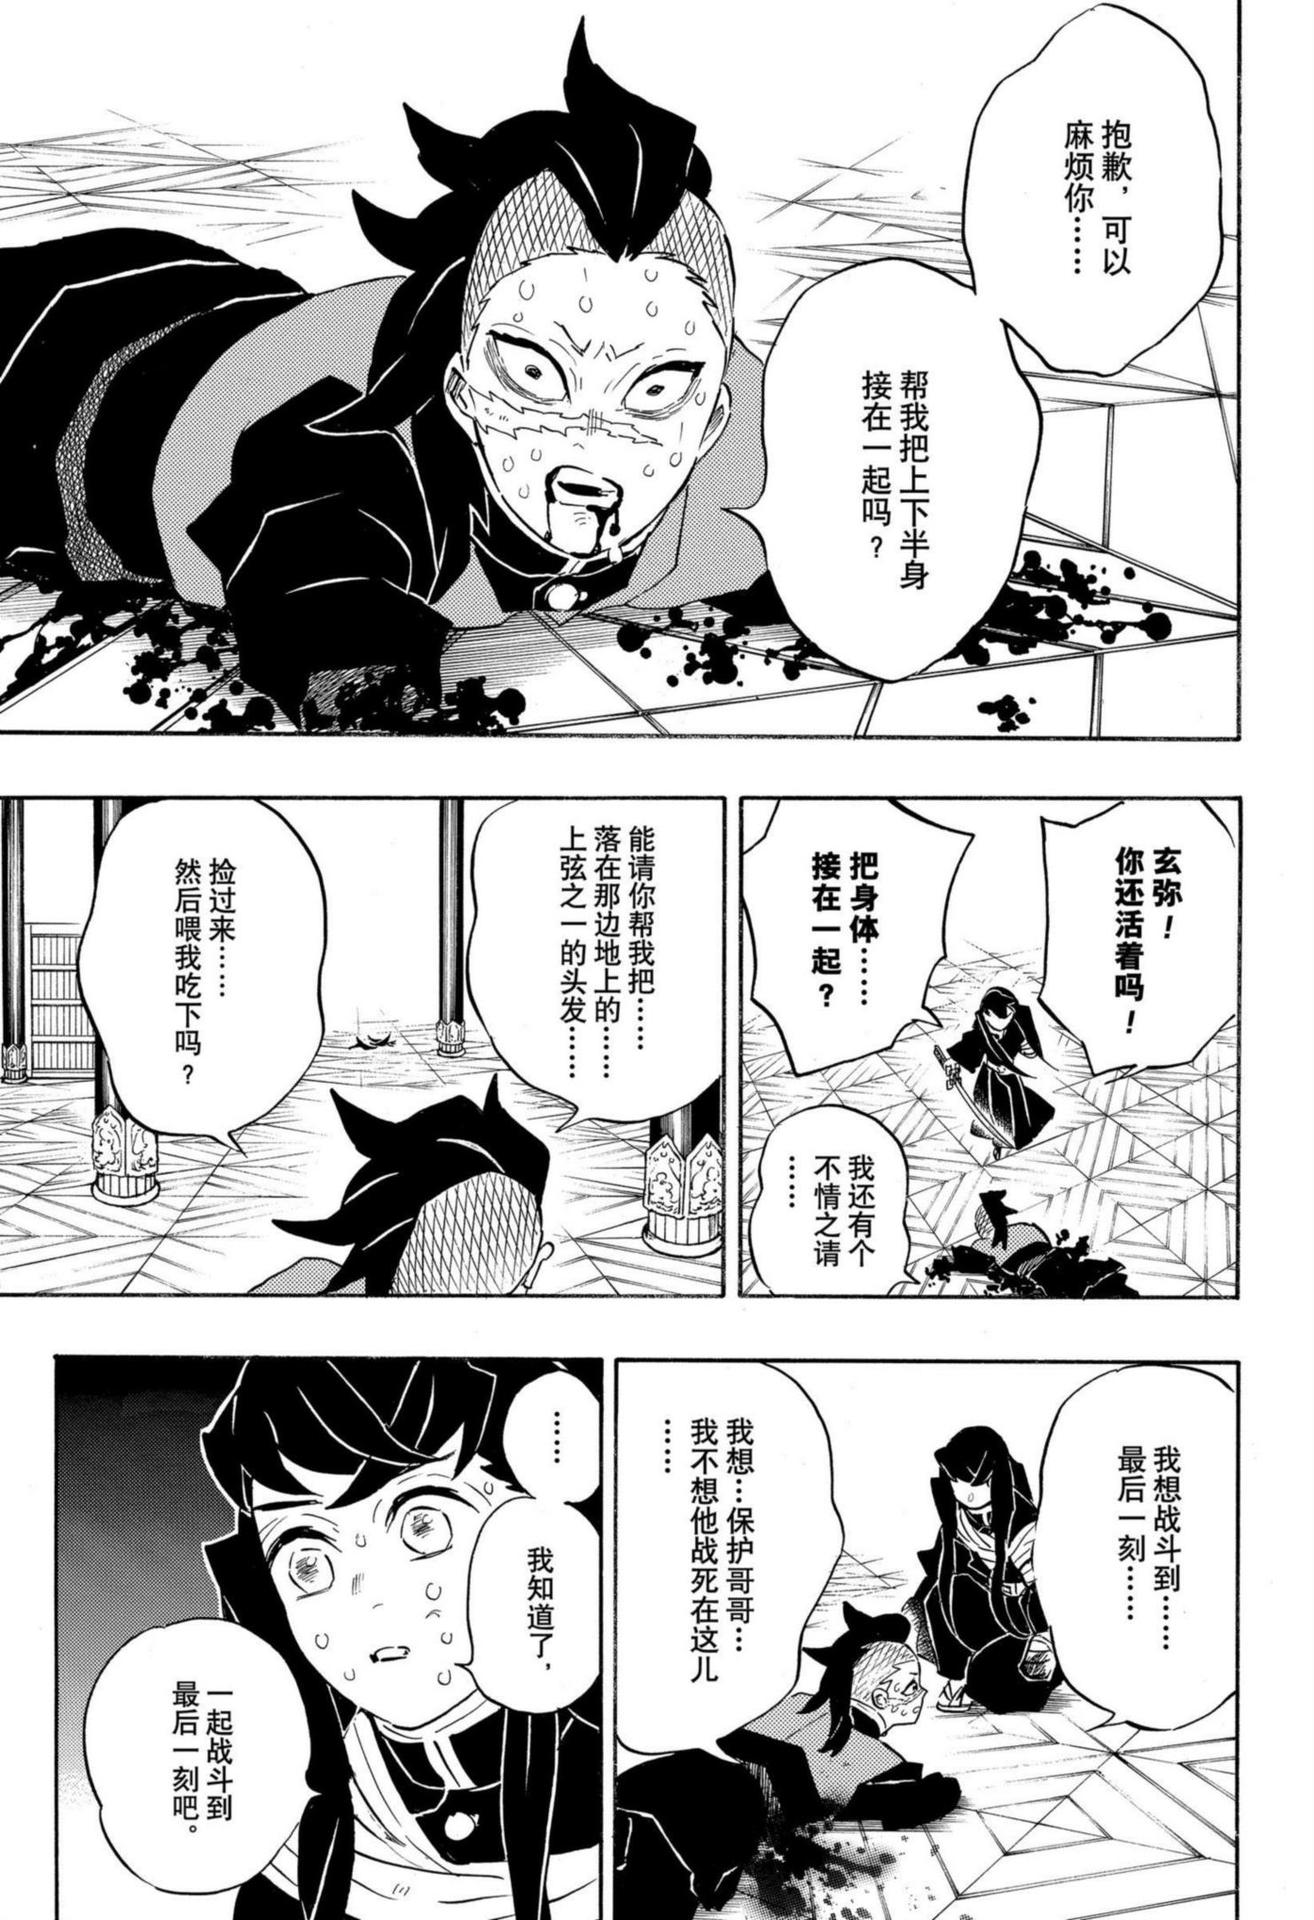 抱歉，可以
麻烦你……
帮我把上下半身
接在一起吗？
玄弥！
你还活着吗！
把身体……
接在一起？
我还有个
不情之请
……
能请你帮我把……
落在那边地上的……
上弦之一的头发……
捡过来……
然后喂我吃下吗？
我想战斗到……
最后一刻……
我想…保护哥哥…
我不想他战死在这儿
……
……
我知道了，
一起战斗到
最后一刻吧。